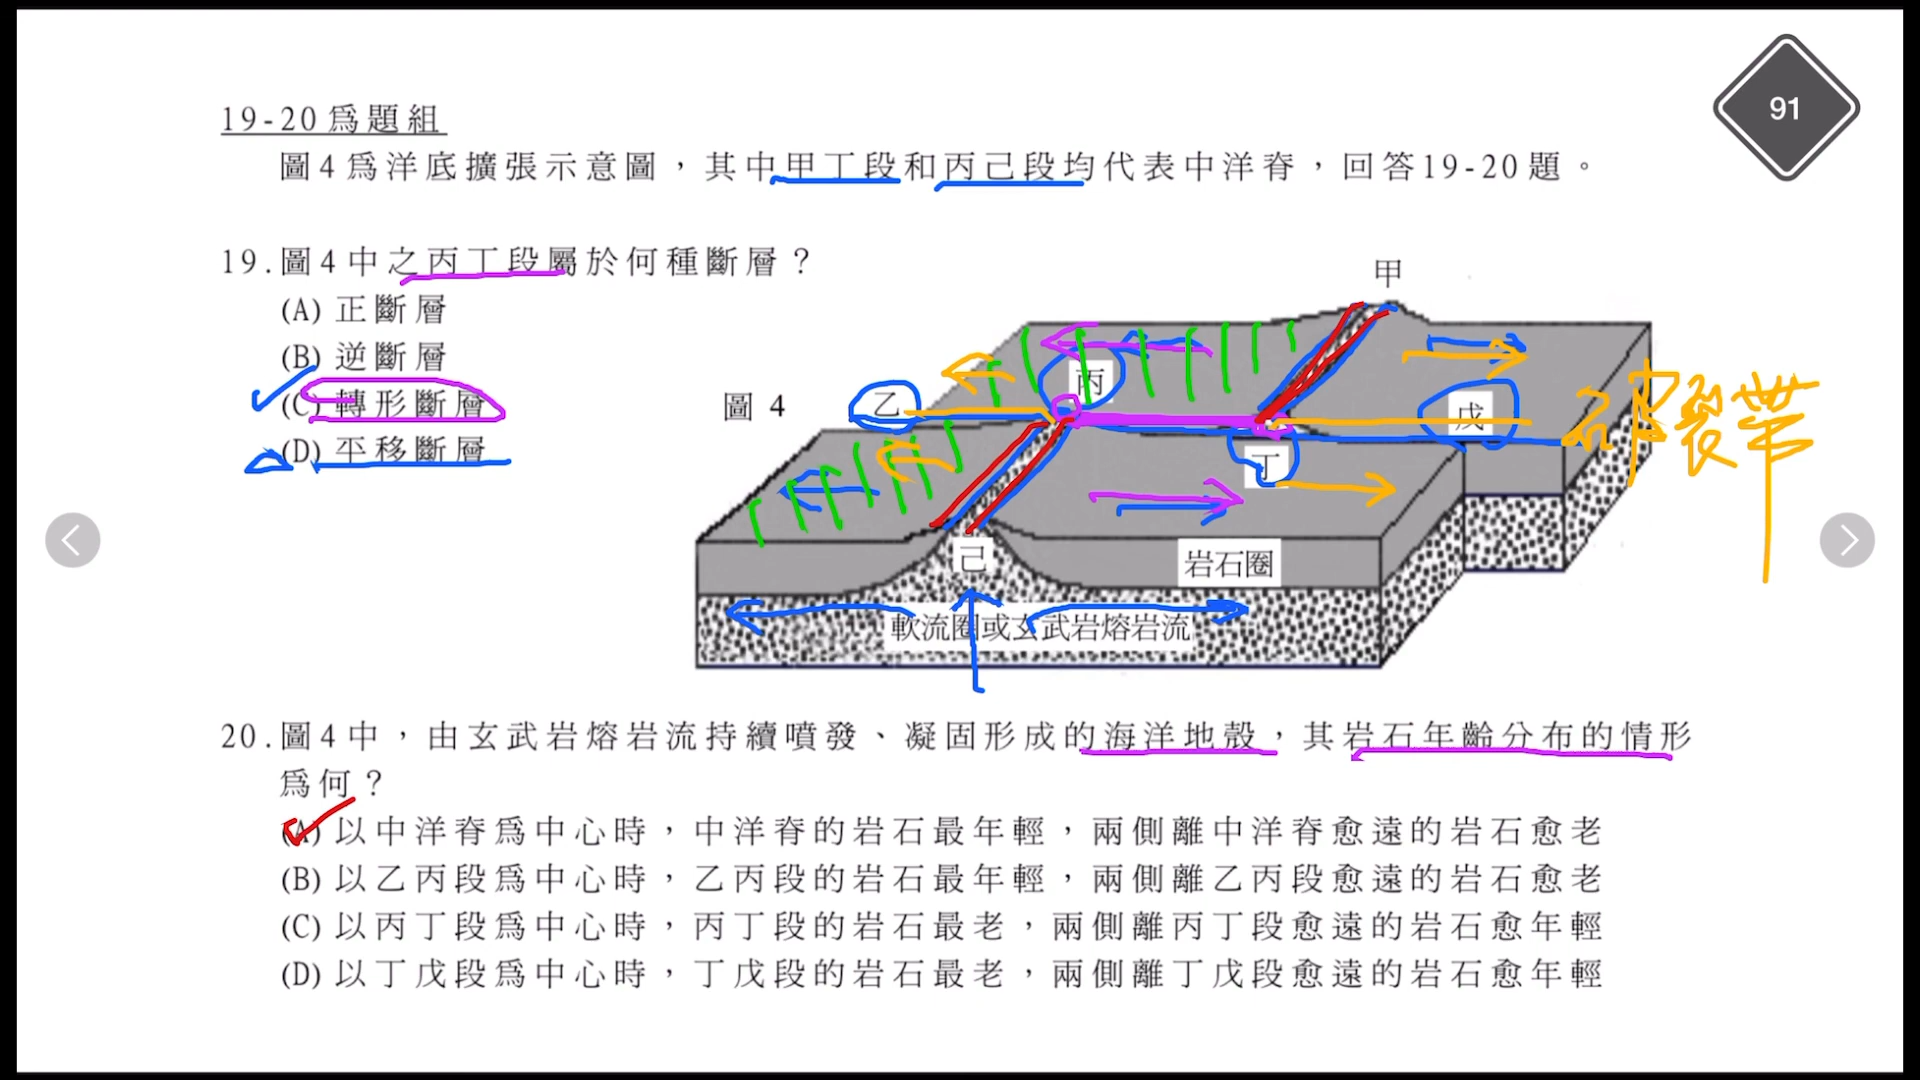 91
19-20為題組
圖4為洋底擴張示意圖，其中甲丁段和丙己段均代表中洋脊，回答19-20題。
19.圖4中之丙丁段屬於何種斷層？
(A) 正斷層
(B) 逆斷層
(C) 轉形斷層
(D) 平移斷層
甲
丙
乙
圖 4
戊
破裂帶
丁
己
岩石圈
軟流圈或玄武岩熔岩流
20.圖4中，由玄武岩熔岩流持續噴發、凝固形成的海洋地殼，其岩石年齡分布的情形
為何？
(A) 以中洋脊為中心時，中洋脊的岩石最年輕，兩側離中洋脊愈遠的岩石愈老
(B) 以乙丙段為中心時，乙丙段的岩石最年輕，兩側離乙丙段愈遠的岩石愈老
(C) 以丙丁段為中心時，丙丁段的岩石最老，兩側離丙丁段愈遠的岩石愈年輕
(D) 以丁戊段為中心時，丁戊段的岩石最老，兩側離丁戊段愈遠的岩石愈年輕